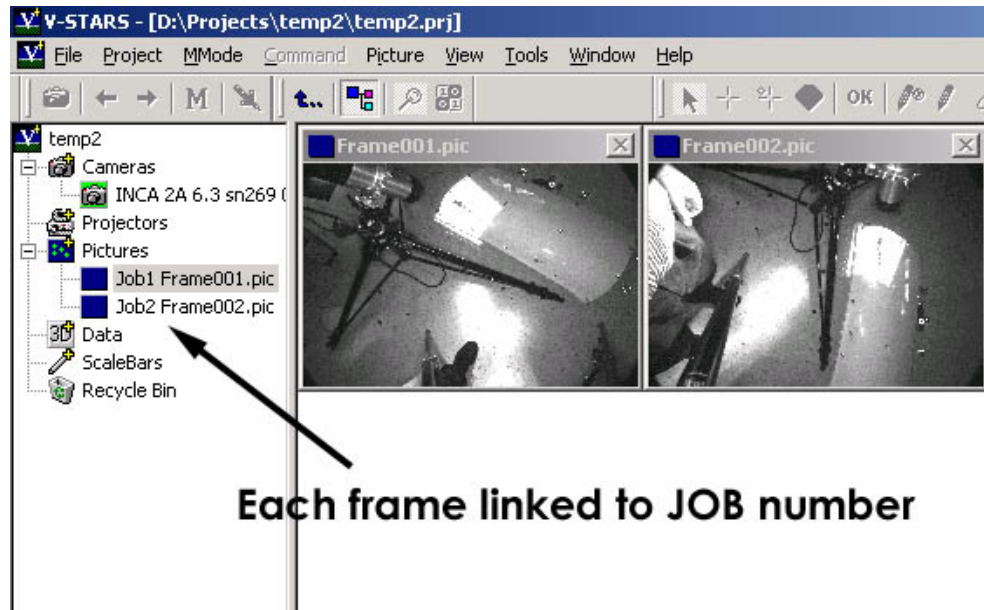 V-STARS - [D:\Projects\temp2\temp2.prj]
File Project MMode Command Picture View Tools Window Help
M OK
temp2
Cameras
INCA 2A 6.3 sn269 (
Projectors
Pictures
Job1 Frame001.pic
Job2 Frame002.pic
3D Data
ScaleBars
Recycle Bin
Frame001.pic
Frame002.pic
Each frame linked to JOB number